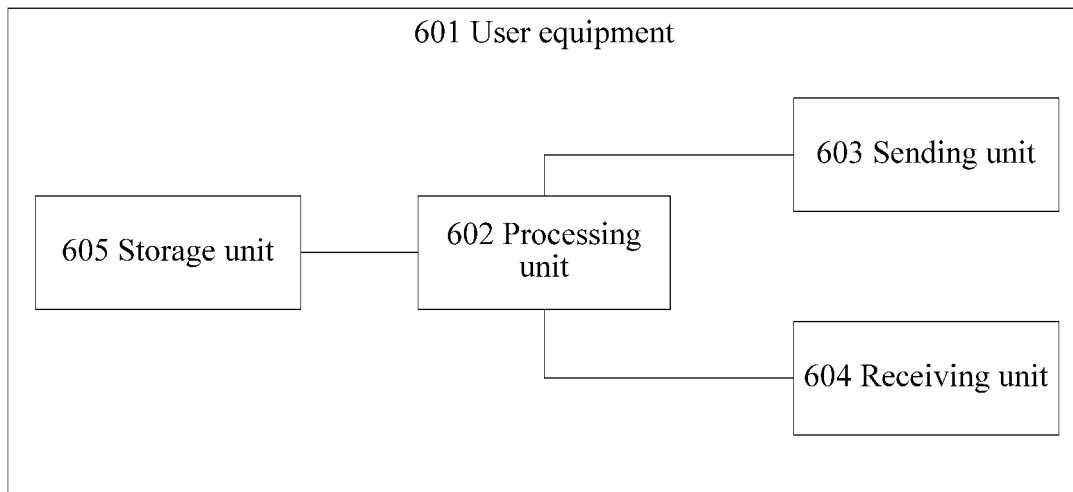 601 User equipment
603 Sending unit
605 Storage unit
602 Processing
unit
604 Receiving unit